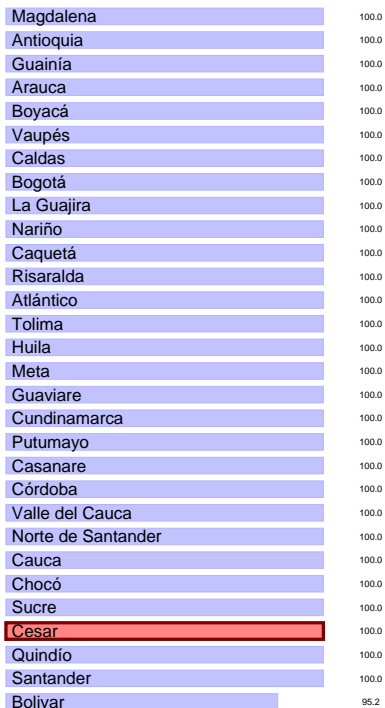 Magdalena 100.0
Antioquia 100.0
Guainía 100.0
Arauca 100.0
Boyacá 100.0
Vaupés 100.0
Caldas 100.0
Bogotá 100.0
La Guajira 100.0
Nariño 100.0
Caquetá 100.0
Risaralda 100.0
Atlántico 100.0
Tolima 100.0
Huila 100.0
Meta 100.0
Guaviare 100.0
Cundinamarca 100.0
Putumayo 100.0
Casanare 100.0
Córdoba 100.0
Valle del Cauca 100.0
Norte de Santander 100.0
Cauca 100.0
Chocó 100.0
Sucre 100.0
Cesar 100.0
Quindío 100.0
Santander 100.0
Bolivar 95.2